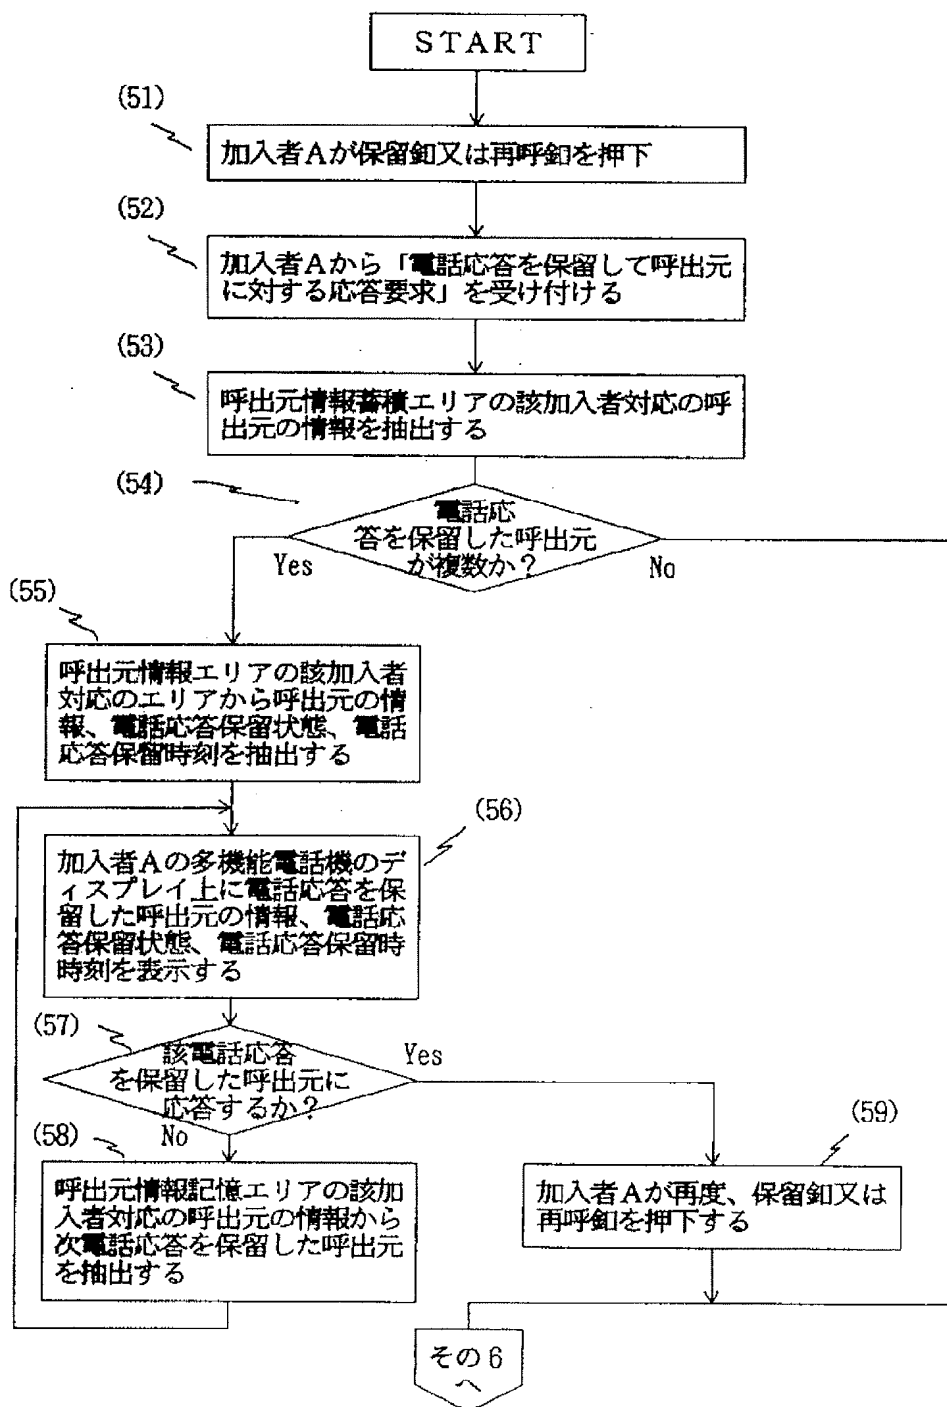 START
(51)
加入者Aが保留釦又は再呼釦を押下
(52)
加入者Aから「電話応答を保留して呼出元
に対する応答要求」を受け付ける
(53)
呼出元情報蓄積エリアの該加入者対応の呼
出元の情報を抽出する
(54)
電話応
答を保留した呼出元
が複数か？
Yes
No
(55)
呼出元情報エリアの該加入者
対応のエリアから呼出元の情
報、電話応答保留状態、電話
応答保留時刻を抽出する
(56)
加入者Aの多機能電話機のデ
ィスプレイ上に電話応答を保
留した呼出元の情報、電話応
答保留状態、電話応答保留時
時刻を表示する
(57)
該電話応答
を保留した呼出元に
応答するか？
Yes
No
(58)
呼出元情報記憶エリアの該加
入者対応の呼出元の情報から
次電話応答を保留した呼出元
を抽出する
(59)
加入者Aが再度、保留釦又は
再呼釦を押下する
その6
へ